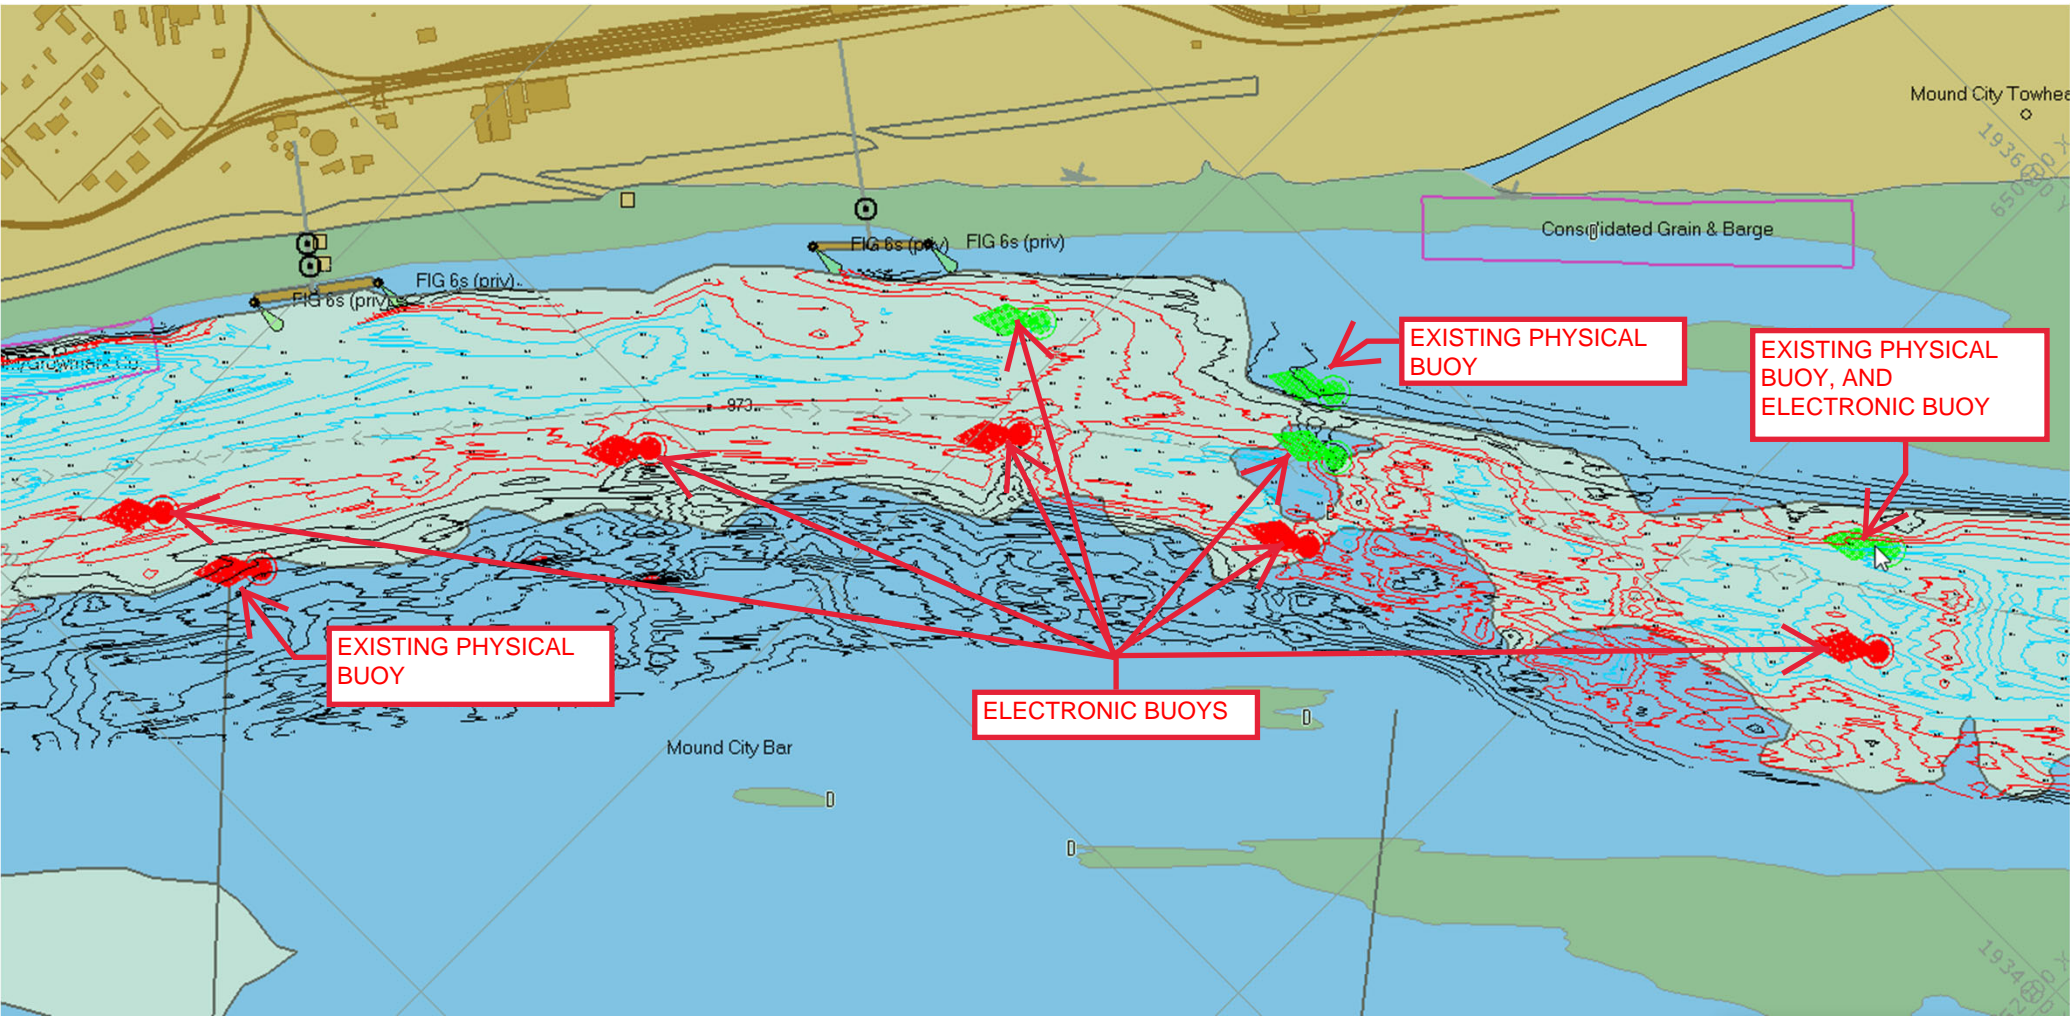 Mound City Towhea
1936000 X
FIG 6s (priv)
FIG 6s (priv)
Consolidated Grain & Barge
FIG 6s (priv)
FIG 6s (priv)
EXISTING PHYSICAL
BUOY
EXISTING PHYSICAL
BUOY, AND
ELECTRONIC BUOY
973
EXISTING PHYSICAL
BUOY
ELECTRONIC BUOYS
D
Mound City Bar
D
D